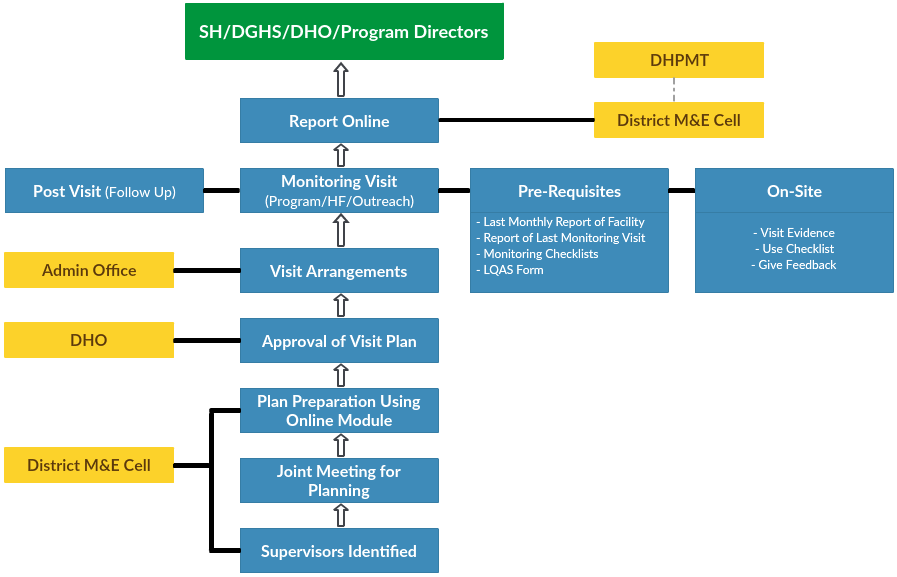 SH/DGHS/DHO/Program Directors
DHPMT
Report Online
District M&E Cell
Post Visit (Follow Up)
Monitoring Visit
(Program/HF/Outreach)
Pre-Requisites
- Last Monthly Report of Facility
- Report of Last Monitoring Visit
- Monitoring Checklists
- LQAS Form
On-Site
- Visit Evidence
- Use Checklist
- Give Feedback
Admin Office
Visit Arrangements
DHO
Approval of Visit Plan
Plan Preparation Using
Online Module
District M&E Cell
Joint Meeting for
Planning
Supervisors Identified